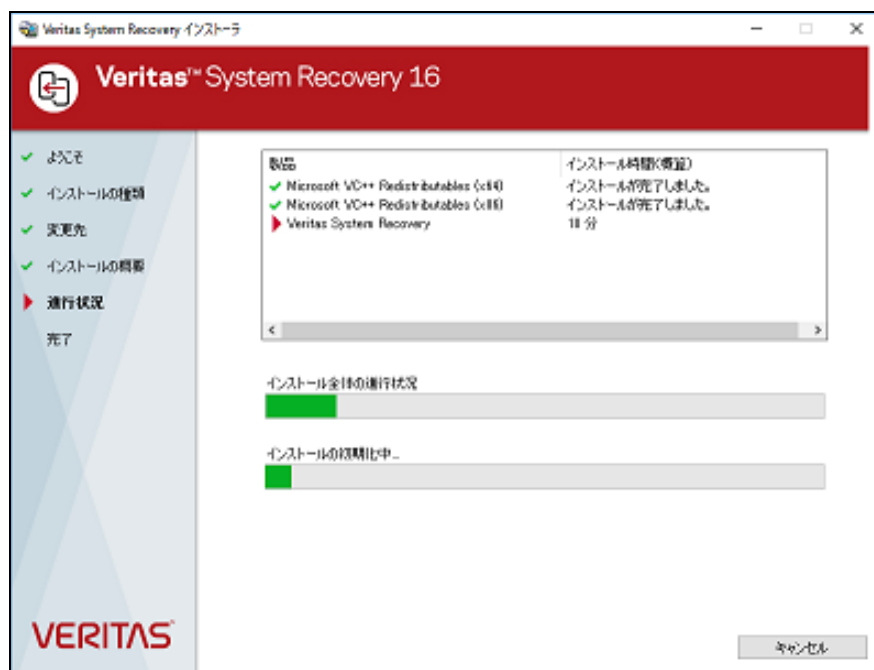 Veritas System Recovery インストーラ
Veritas™ System Recovery 16
ようこそ
インストールの種類
変更先
インストールの概要
進行状況
完了
製品 インストール時間(概算)
Microsoft VC++ Redistributables (x64) インストールが完了しました。
Microsoft VC++ Redistributables (x86) インストールが完了しました。
Veritas System Recovery 10 分
インストール全体の進行状況
インストールの初期化中...
VERITAS
キャンセル